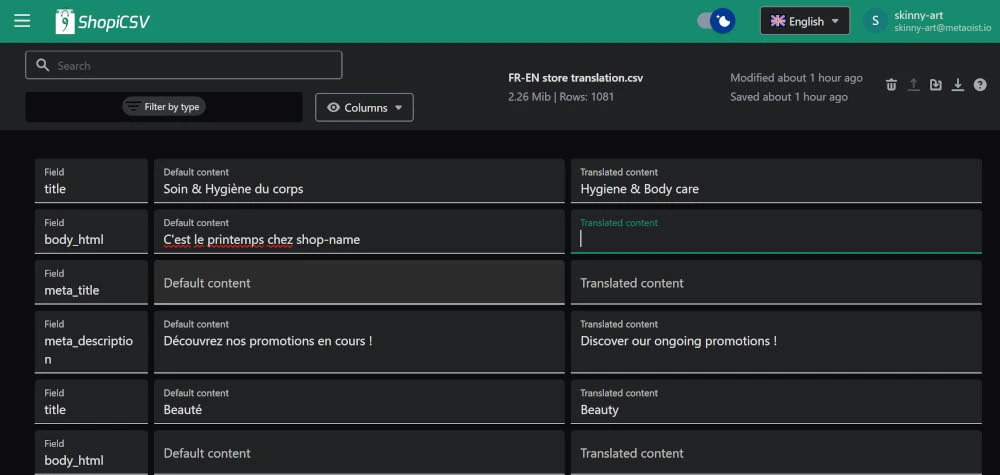 ShopiCSV
English
S
skinny-art
skinny-art@metaoist.io
Search
Filter by type
Columns
FR-EN store translation.csv
2.26 Mib | Rows: 1081
Modified about 1 hour ago
Saved about 1 hour ago
Field
title
Default content
Soin & Hygiène du corps
Translated content
Hygiene & Body care
Field
body_html
Default content
C'est le printemps chez shop-name
Translated content
Field
meta_title
Default content
Translated content
Field
meta_descriptio
n
Default content
Découvrez nos promotions en cours !
Translated content
Discover our ongoing promotions !
Field
title
Default content
Beauté
Translated content
Beauty
Field
body_html
Default content
Translated content